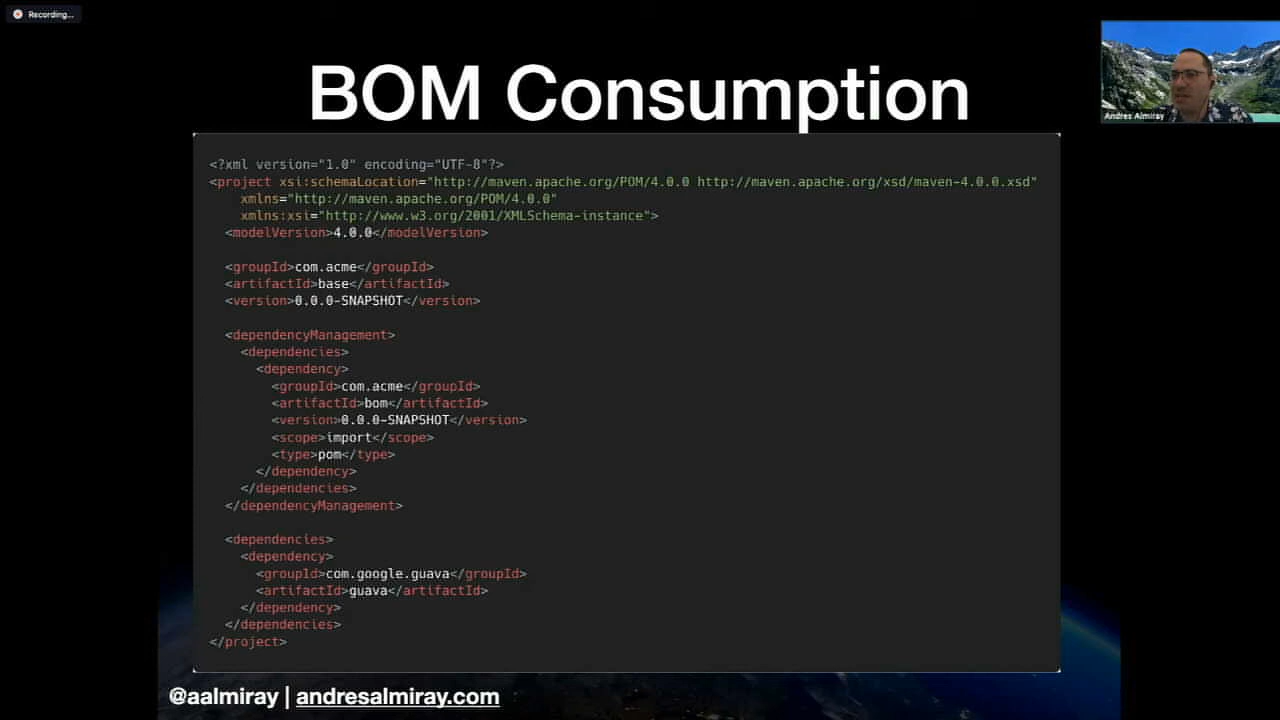 Recording...
BOM Consumption
Andres Almiray
<?xml version="1.0" encoding="UTF-8"?>
<project xsi:schemaLocation="http://maven.apache.org/POM/4.0.0 http://maven.apache.org/xsd/maven-4.0.0.xsd"
xmlns="http://maven.apache.org/POM/4.0.0"
xmlns:xsi="http://www.w3.org/2001/XMLSchema-instance">
<modelVersion>4.0.0</modelVersion>
<groupId>com.acme</groupId>
<artifactId>base</artifactId>
<version>0.0.0-SNAPSHOT</version>
<dependencyManagement>
<dependencies>
<dependency>
<groupId>com.acme</groupId>
<artifactId>bom</artifactId>
<version>0.0.0-SNAPSHOT</version>
<scope>import</scope>
<type>pom</type>
</dependency>
</dependencies>
</dependencyManagement>
<dependencies>
<dependency>
<groupId>com.google.guava</groupId>
<artifactId>guava</artifactId>
</dependency>
</dependencies>
</project>
@aalmiray | andresalmiray.com